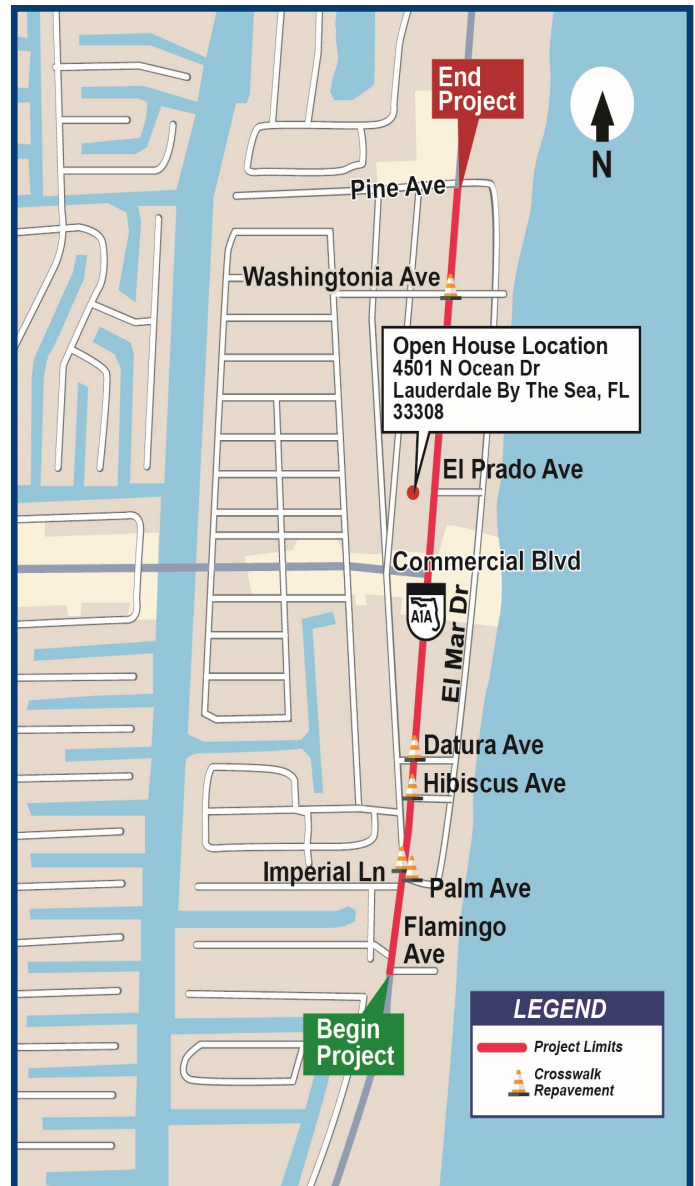 End
Project
N
Pine Ave
Washingtonia Ave
Open House Location
4501 N Ocean Dr
Lauderdale By The Sea, FL
33308
El Prado Ave
Commercial Blvd
A1A
El Mar Dr
Datura Ave
Hibiscus Ave
Imperial Ln
Palm Ave
Flamingo
Ave
Begin
Project
LEGEND
Project Limits
Crosswalk
Repavement